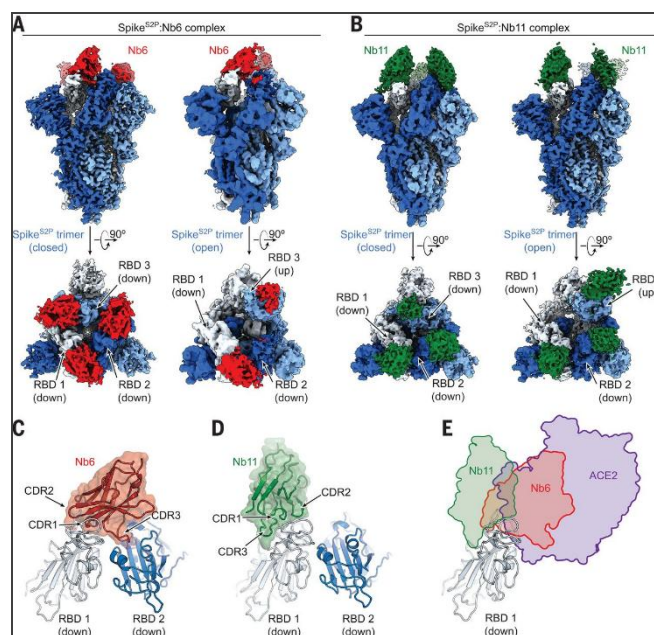 A
Spike^S2P:Nb6 complex
Nb6
Nb6
Spike^S2P trimer
(closed)
90°
Spike^S2P trimer
(open)
90°
RBD 3
(down)
RBD 1
(down)
RBD 2
(down)
RBD 1
(down)
RBD 3
(up)
RBD 2
(down)
B
Spike^S2P:Nb11 complex
Nb11
Nb11
Spike^S2P trimer
(closed)
90°
Spike^S2P trimer
(open)
90°
RBD 1
(down)
RBD 3
(down)
RBD 2
(down)
RBD 1
(down)
RBD 3
(up)
RBD 2
(down)
C
Nb6
CDR2
CDR1
CDR3
RBD 1
(down)
RBD 2
(down)
D
Nb11
CDR2
CDR1
CDR3
RBD 1
(down)
RBD 2
(down)
E
Nb11
Nb6
ACE2
RBD 1
(down)